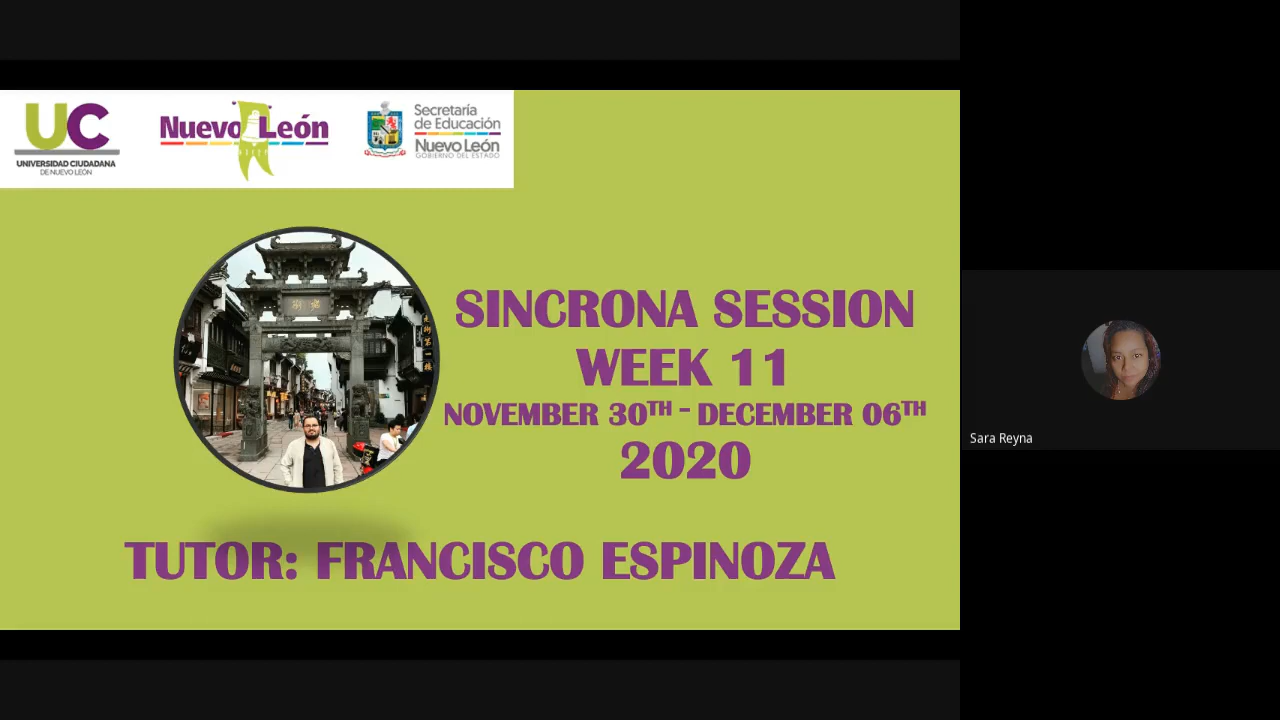 UC
UNIVERSIDAD CIUDADANA
DE NUEVO LEÓN
Nuevo León
Secretaría
de Educación
Nuevo León
GOBIERNO DEL ESTADO
SINCRONA SESSION
WEEK 11
NOVEMBER 30TH - DECEMBER 06TH
2020
TUTOR: FRANCISCO ESPINOZA
Sara Reyna